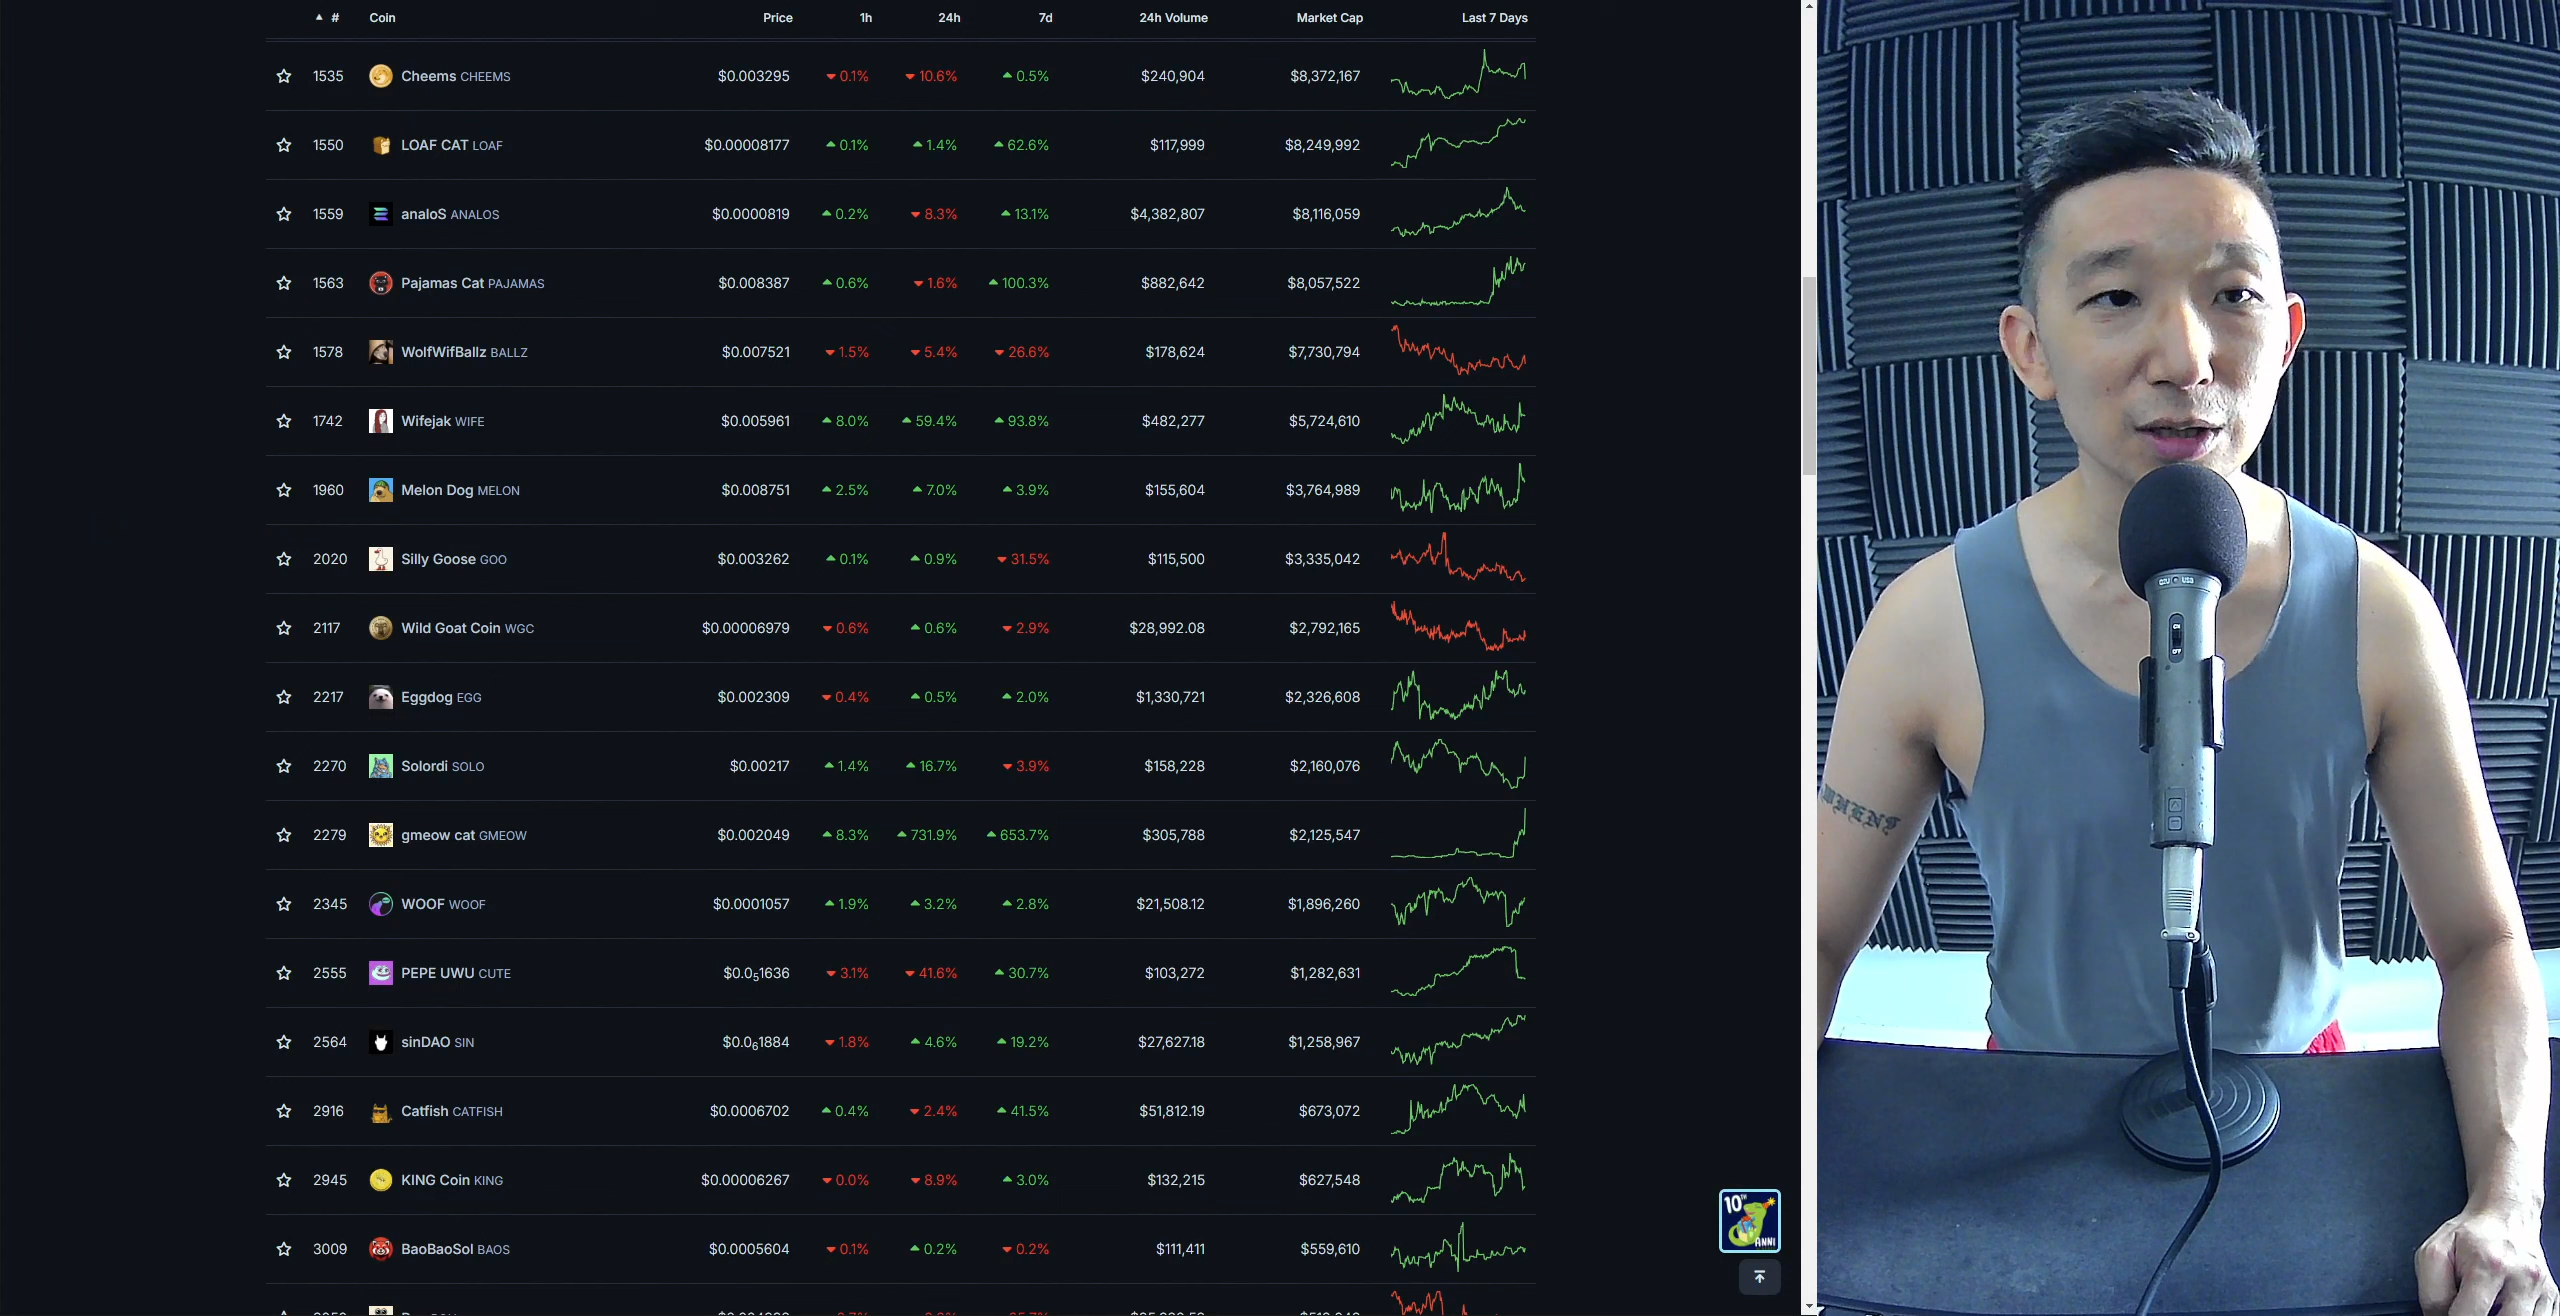 # Coin Price 1h 24h 7d 24h Volume Market Cap Last 7 Days
1535 Cheems CHEEMS $0.003295 0.1% 10.6% 0.5% $240,904 $8,372,167
1550 LOAF CAT LOAF $0.00008177 0.1% 1.4% 62.6% $117,999 $8,249,992
1559 analoS ANALOS $0.0000819 0.2% 8.3% 13.1% $4,382,807 $8,116,059
1563 Pajamas Cat PAJAMAS $0.008387 0.6% 1.6% 100.3% $882,642 $8,057,522
1578 WolfWifBallz BALLZ $0.007521 1.5% 5.4% 26.6% $178,624 $7,730,794
1742 Wifejak WIFE $0.005961 8.0% 59.4% 93.8% $482,277 $5,724,610
1960 Melon Dog MELON $0.008751 2.5% 7.0% 3.9% $155,604 $3,764,989
2020 Silly Goose GOO $0.003262 0.1% 0.9% 31.5% $115,500 $3,335,042
2117 Wild Goat Coin WGC $0.00006979 0.6% 0.6% 2.9% $28,992.08 $2,792,165
2217 Eggdog EGG $0.002309 0.4% 0.5% 2.0% $1,330,721 $2,326,608
2270 Solordi SOLO $0.00217 1.4% 16.7% 3.9% $158,228 $2,160,076
2279 gmeow cat GMEOW $0.002049 8.3% 731.9% 653.7% $305,788 $2,125,547
2345 WOOF WOOF $0.0001057 1.9% 3.2% 2.8% $21,508.12 $1,896,260
2555 PEPE UWU CUTE $0.0₅1636 3.1% 41.6% 30.7% $103,272 $1,282,631
2564 sinDAO SIN $0.0₆1884 1.8% 4.6% 19.2% $27,627.18 $1,258,967
2916 Catfish CATFISH $0.0006702 0.4% 2.4% 41.5% $51,812.19 $673,072
2945 KING Coin KING $0.00006267 0.0% 8.9% 3.0% $132,215 $627,548
3009 BaoBaoSol BAOS $0.0005604 0.1% 0.2% 0.2% $111,411 $559,610
10TH
ANNI
ON
OFF